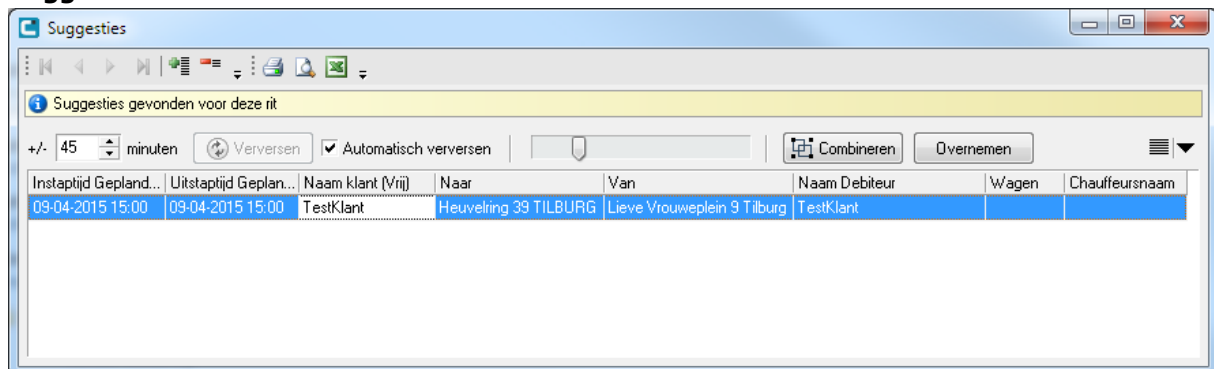 Suggesties
Suggesties gevonden voor deze rit
+/- 45 minuten Verversen Automatisch verversen Combineren Overnemen
Instaptijd Gepland... Uitstaptijd Geplan... Naam klant (Vrij) Naar Van Naam Debiteur Wagen Chauffeursnaam
09-04-2015 15:00 09-04-2015 15:00 TestKlant Heuvelring 39 TILBURG Lieve Vrouweplein 9 Tilburg TestKlant